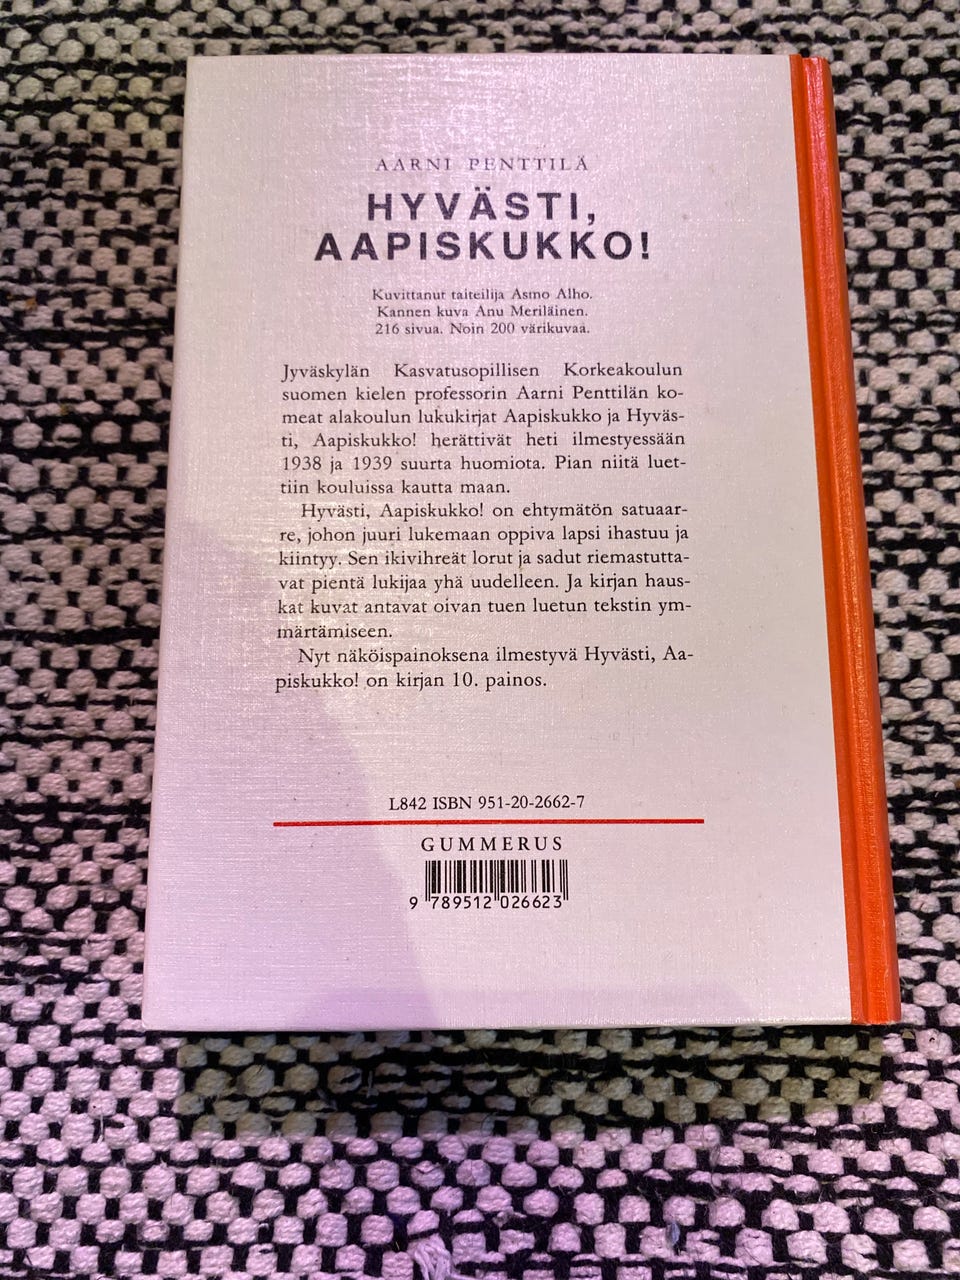 AARNI PENTTILÄ
HYVÄSTI,
AAPISKUKKO!
Kuvittanut taiteilija Asmo Alho.
Kannen kuva Anu Meriläinen.
216 sivua. Noin 200 värikuvaa.
Jyväskylän Kasvatusopillisen Korkeakoulun
suomen kielen professorin Aarni Penttilän ko-
meat alakoulun lukukirjat Aapiskukko ja Hyväs-
ti, Aapiskukko! herättivät heti ilmestyessään
1938 ja 1939 suurta huomiota. Pian niitä luet-
tiin kouluissa kautta maan.
Hyvästi, Aapiskukko! on ehtymätön satuaar-
re, johon juuri lukemaan oppiva lapsi ihastuu ja
kiintyy. Sen ikivihreät lorut ja sadut riemastutta-
vat pientä lukijaa yhä uudelleen. Ja kirjan haus-
kat kuvat antavat oivan tuen luetun tekstin ym-
märtämiseen.
Nyt näköispainoksena ilmestyvä Hyvästi, Aa-
piskukko! on kirjan 10. painos.
L842 ISBN 951-20-2662-7
GUMMERUS
9 789512 026623